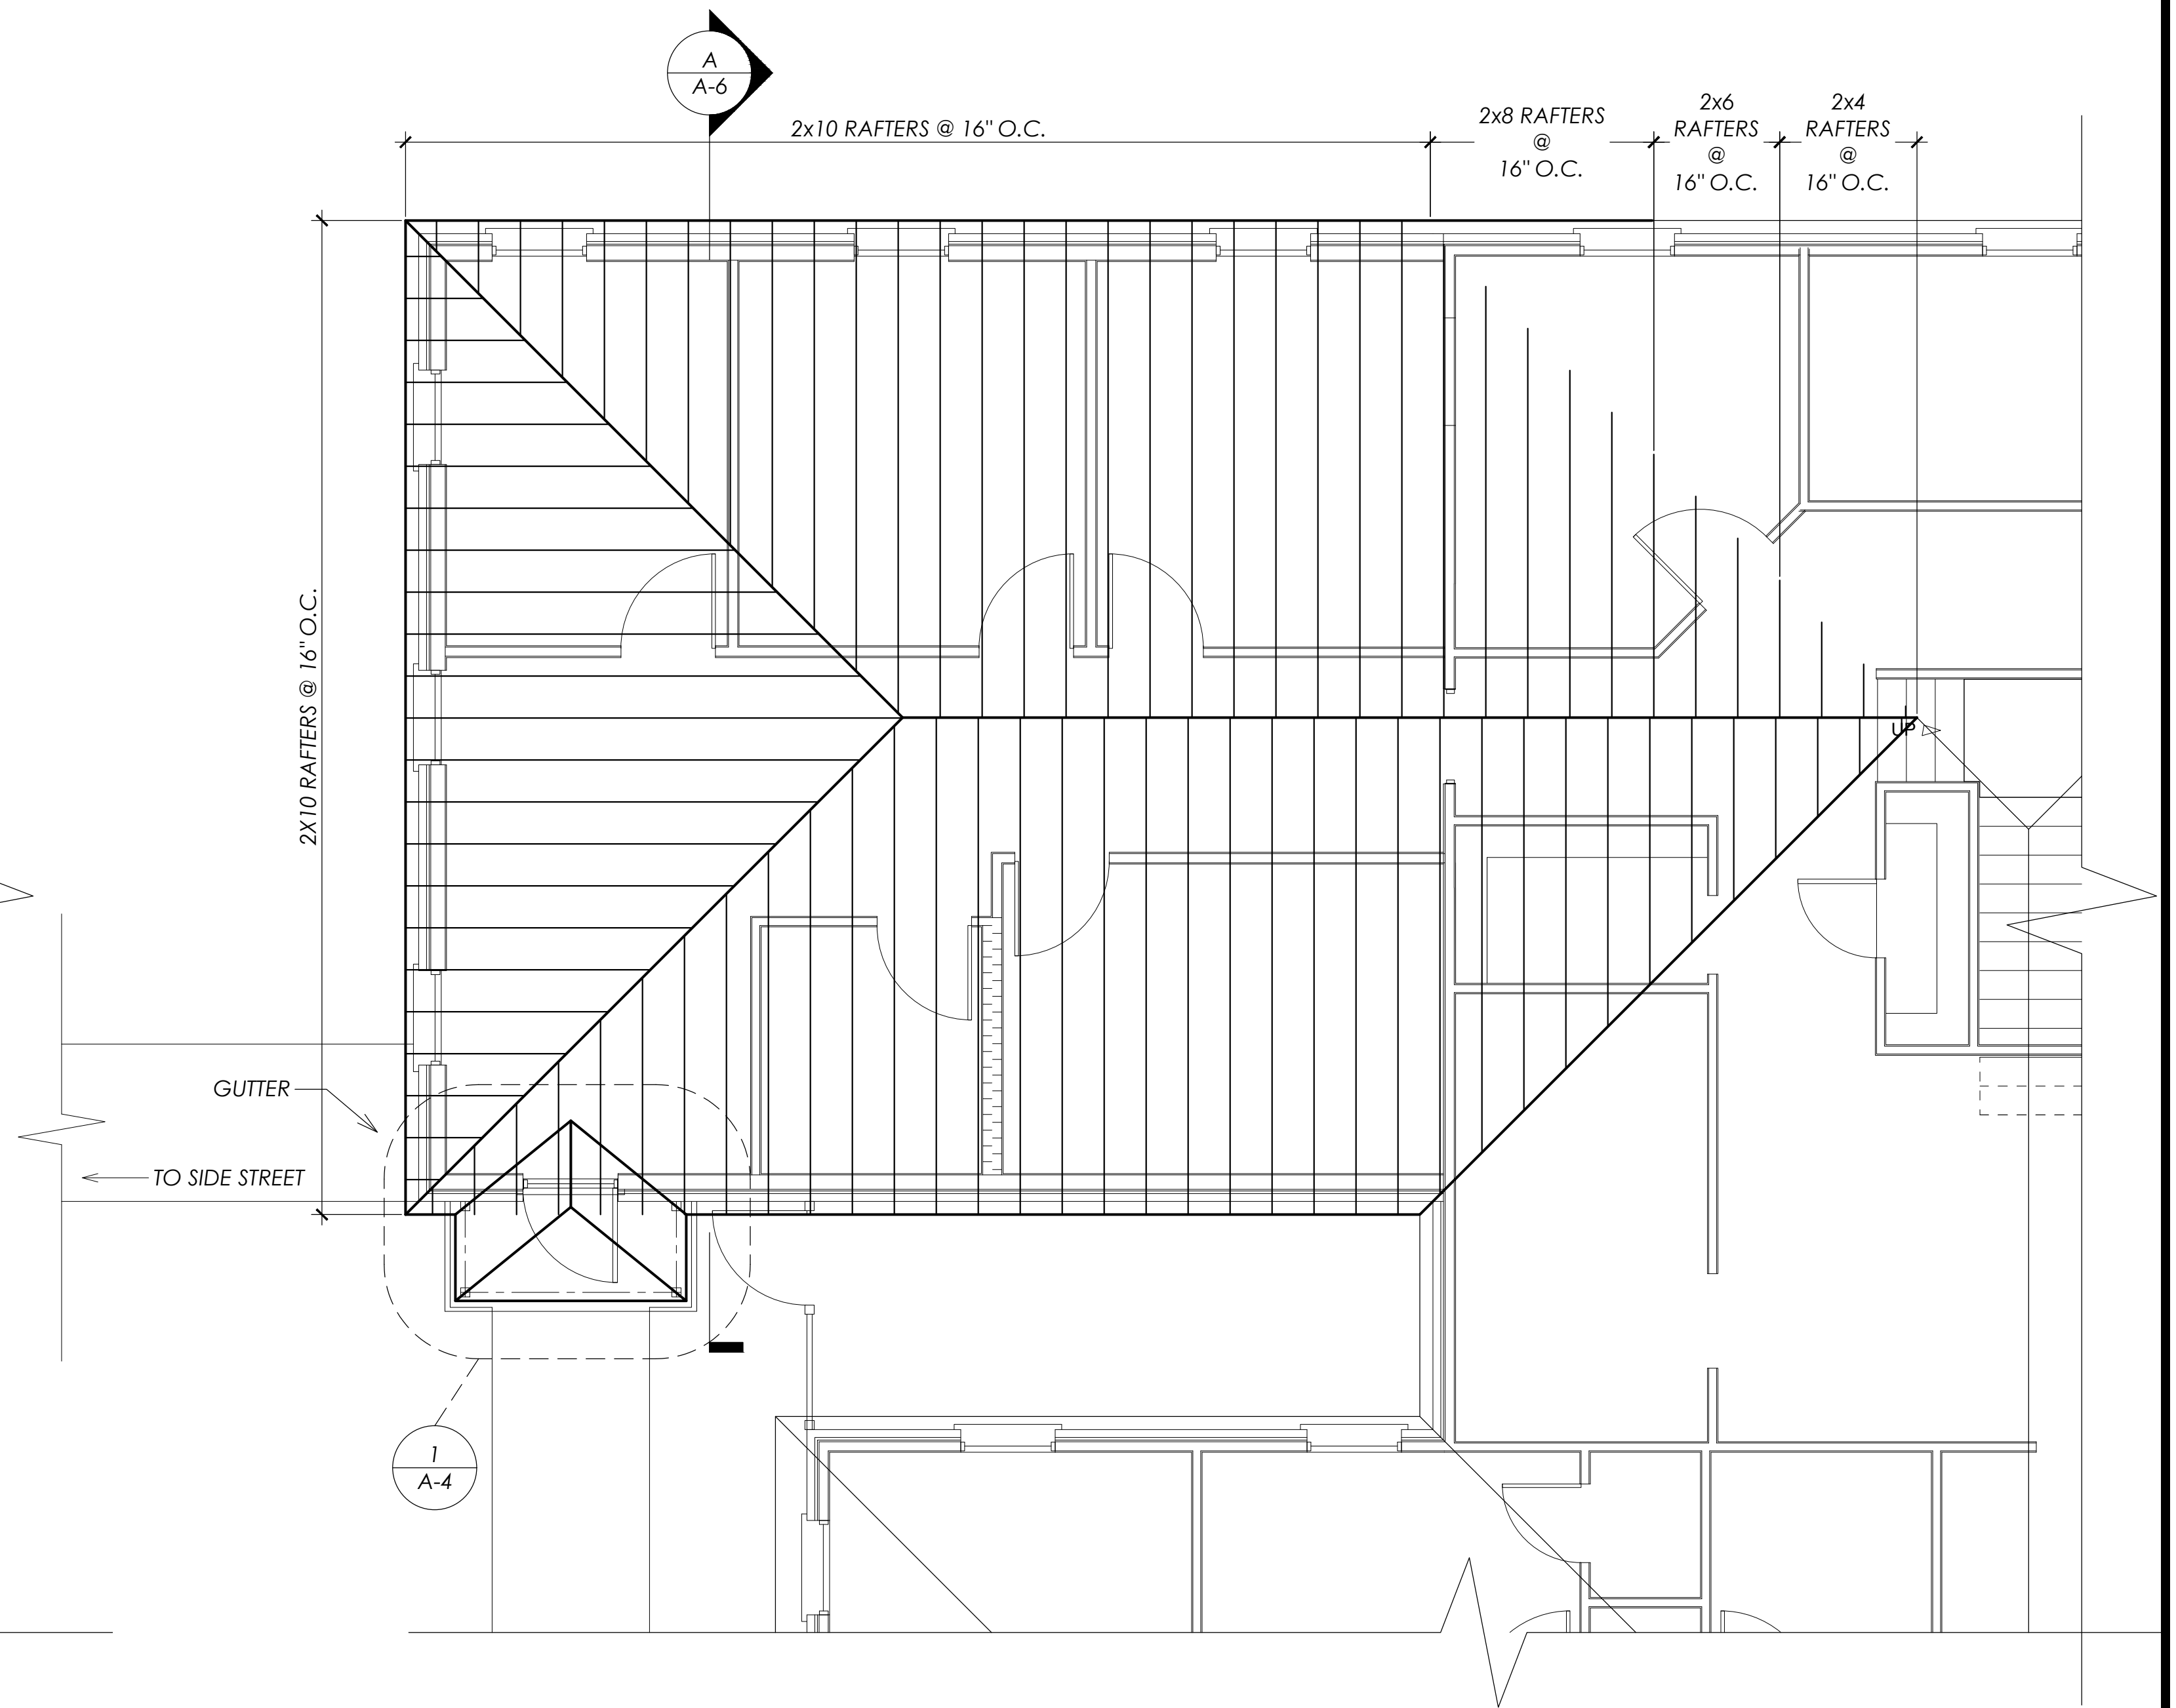 A
A-6
2x10 RAFTERS @ 16" O.C.
2x8 RAFTERS
@
16" O.C.
2x6
RAFTERS
@
16" O.C.
2x4
RAFTERS
@
16" O.C.
2X10 RAFTERS @ 16" O.C.
UP
GUTTER
TO SIDE STREET
1
A-4